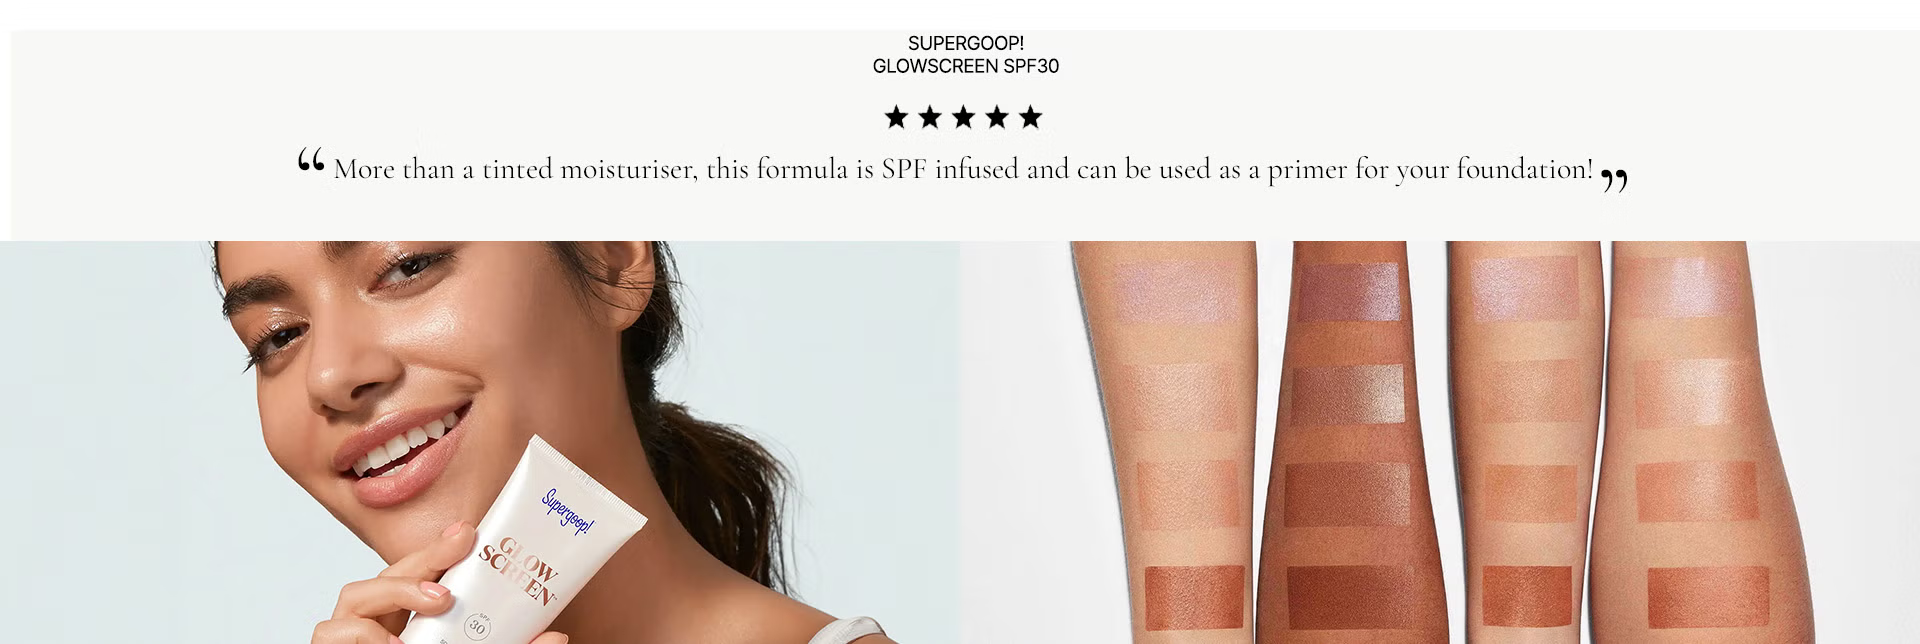 SUPERGOOP!
GLOWSCREEN SPF30
★★★★★
“More than a tinted moisturiser, this formula is SPF infused and can be used as a primer for your foundation!”
Supergoop!
GLOW
SCREEN™
SPF
30